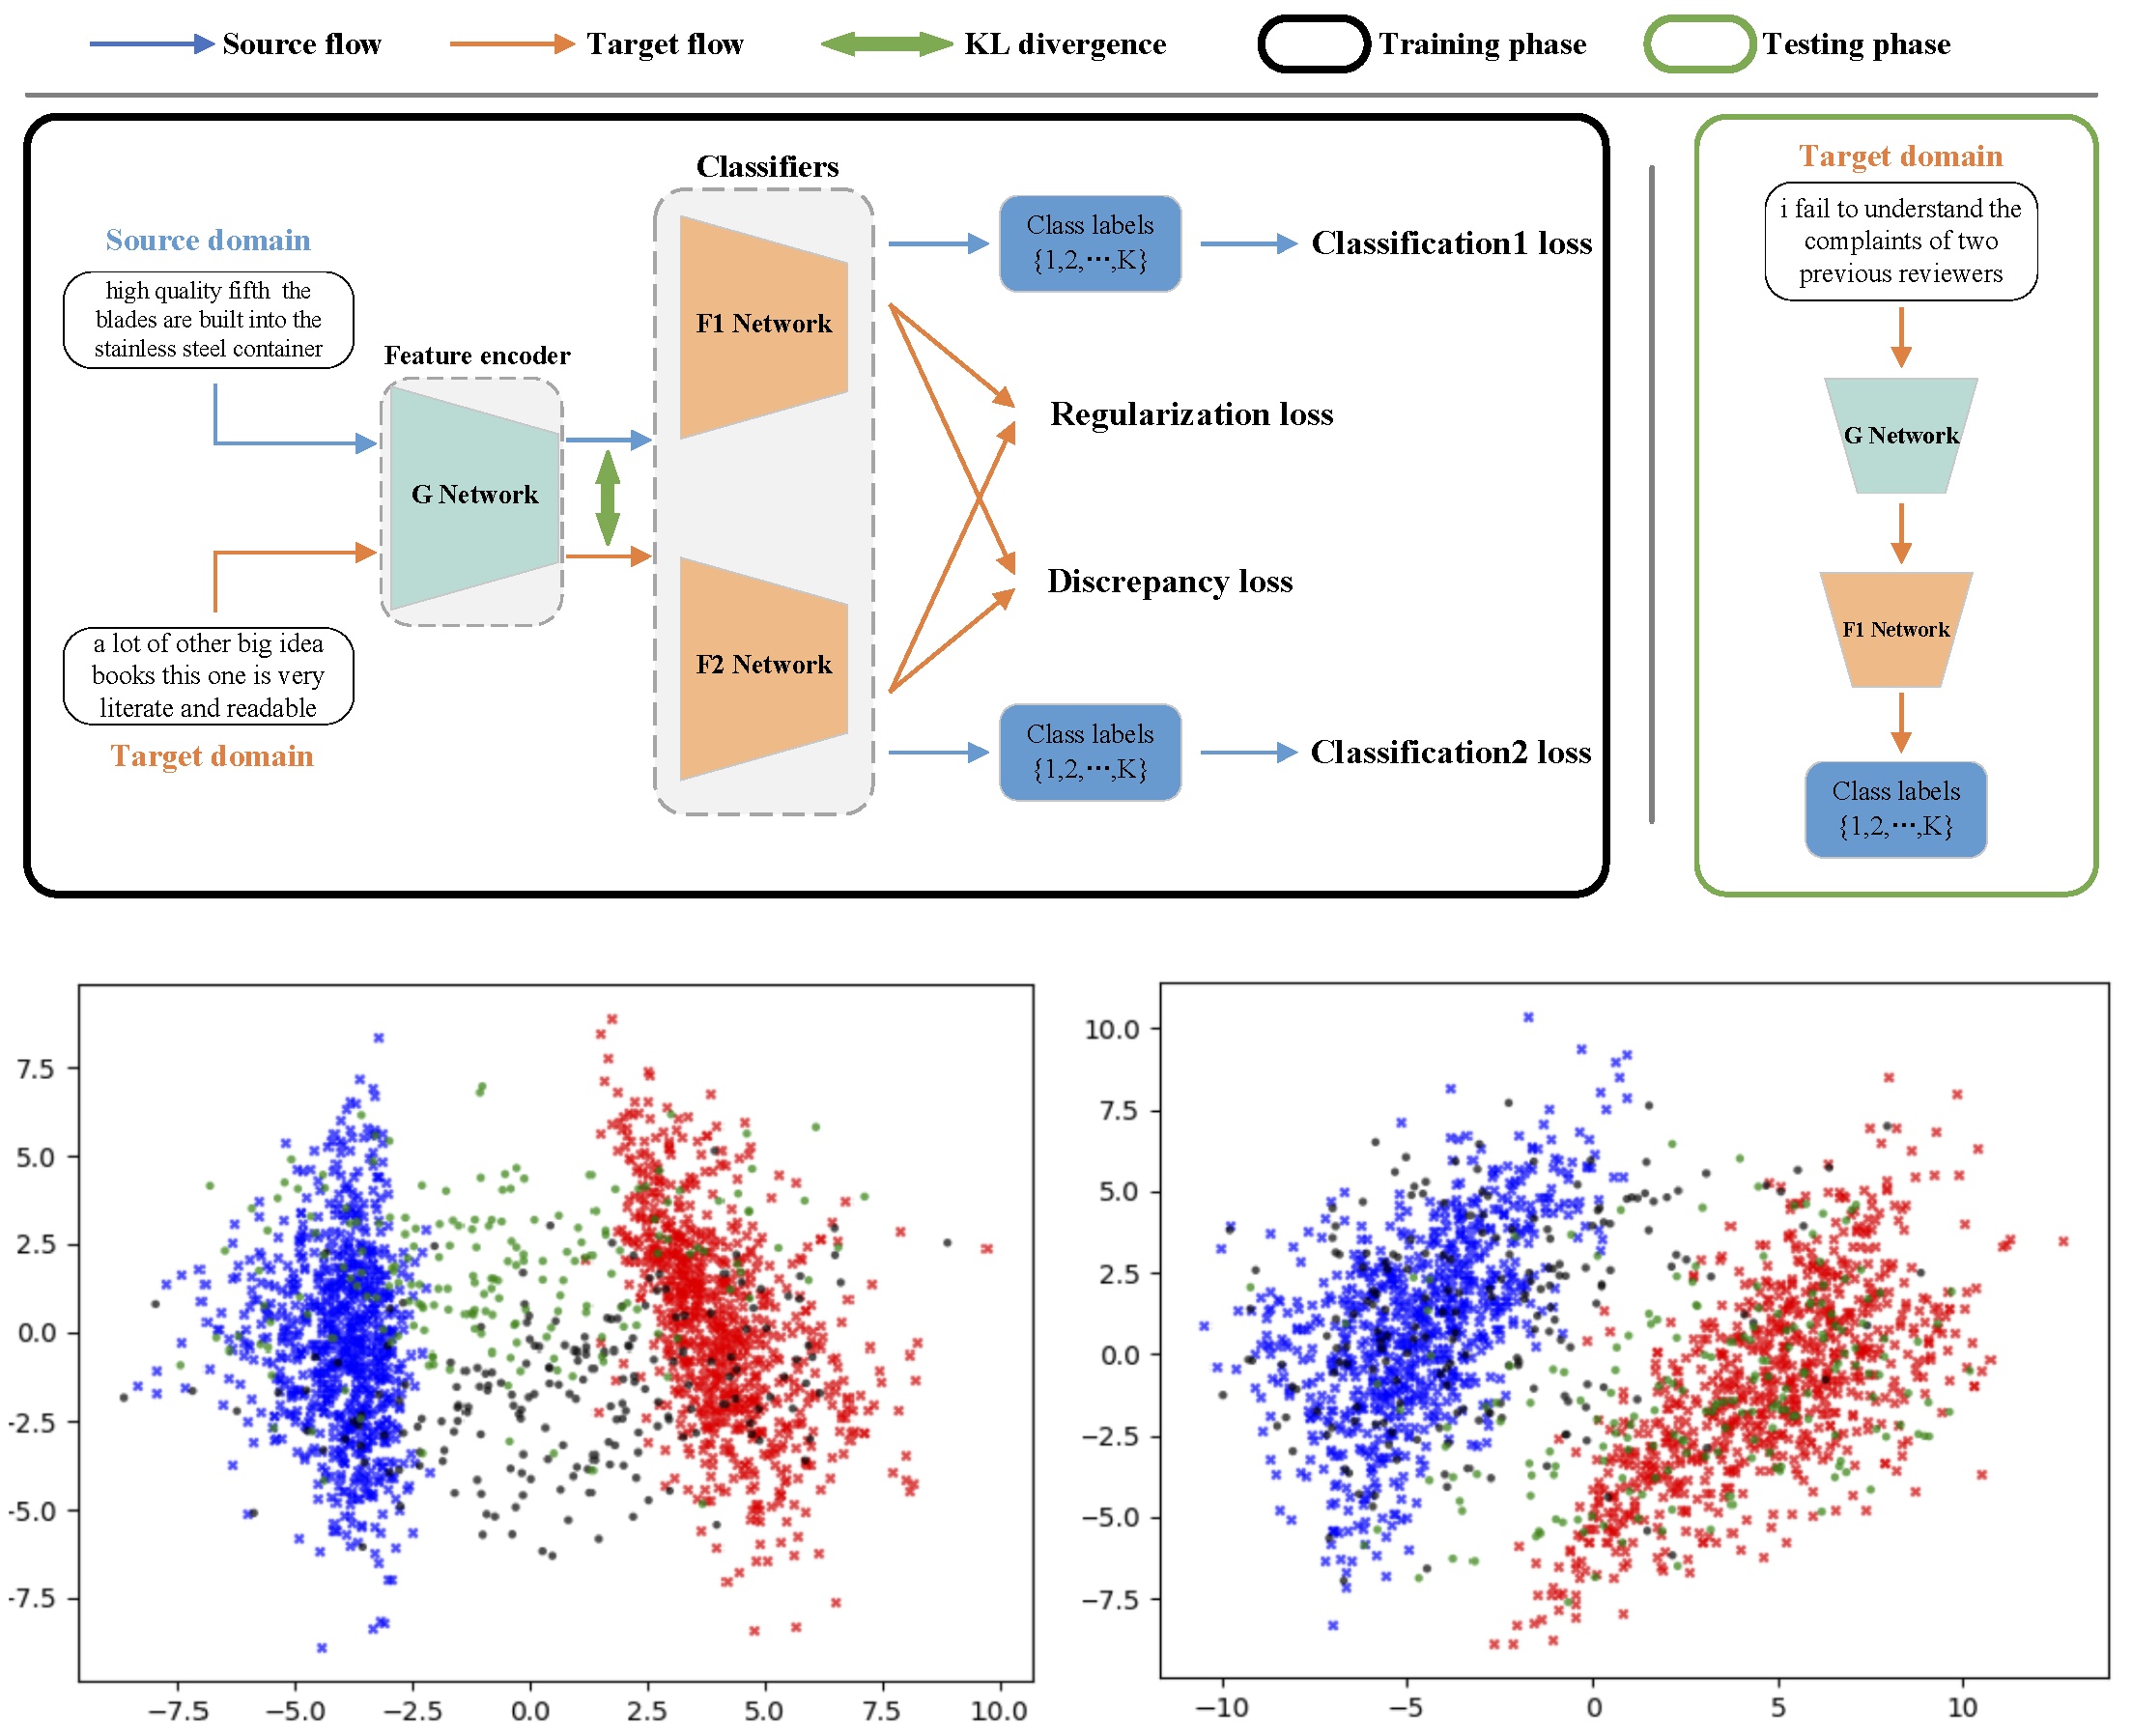 Source flow
Target flow
KL divergence
Training phase
Testing phase
Classifiers
Source domain
high quality fifth the
blades are built into the
stainless steel container
Feature encoder
G Network
a lot of other big idea
books this one is very
literate and readable
Target domain
F1 Network
F2 Network
Class labels
{1,2,···,K}
Classification1 loss
Regularization loss
Discrepancy loss
Class labels
{1,2,···,K}
Classification2 loss
Target domain
i fail to understand the
complaints of two
previous reviewers
G Network
F1 Network
Class labels
{1,2,···,K}
7.5
5.0
2.5
0.0
-2.5
-5.0
-7.5
−7.5 −5.0 −2.5 0.0 2.5 5.0 7.5 10.0
10.0
7.5
5.0
2.5
0.0
−2.5
−5.0
−7.5
−10 −5 0 5 10